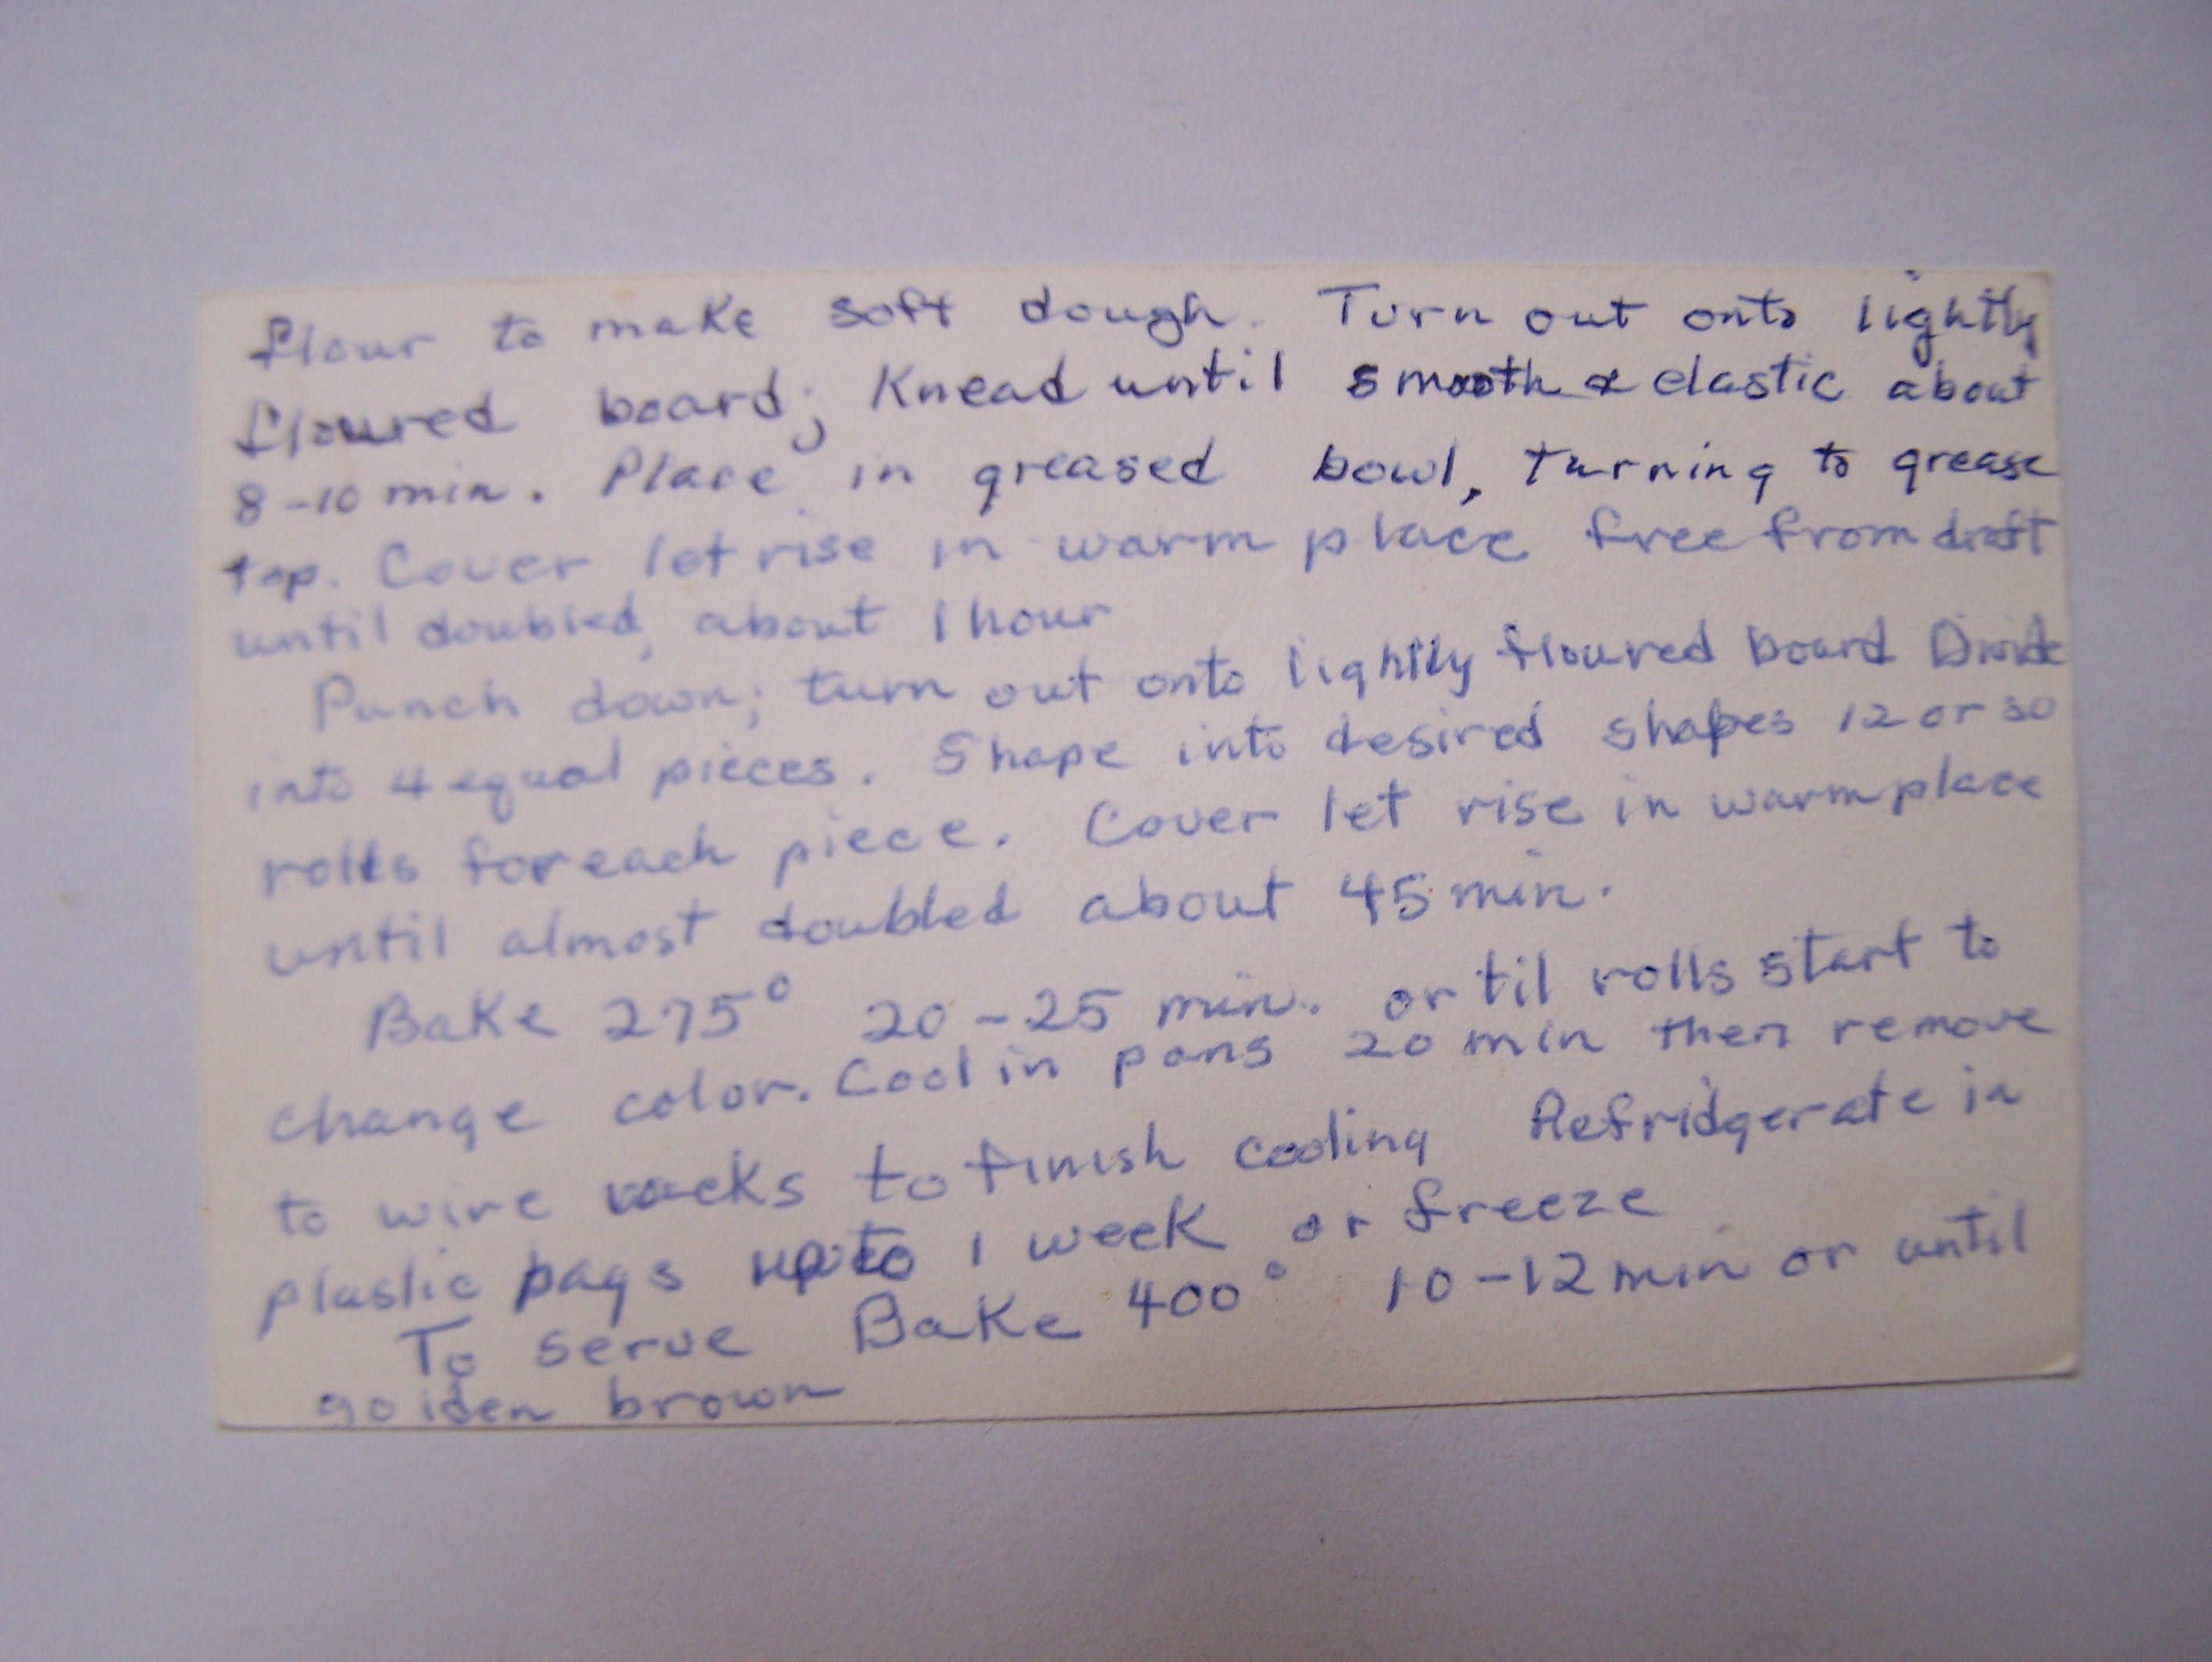 flour to make soft dough. Turn out onto lightly
floured board; Knead until smooth & elastic about
8-10 min. Place in greased bowl, turning to grease
top. Cover let rise in warm place free from draft
until doubled, about 1 hour
Punch down; turn out onto lightly floured board Divide
into 4 equal pieces. Shape into desired shapes 12 or so
rolls for each piece. Cover let rise in warm place
until almost doubled about 45 min.
Bake 275° 20-25 min. or til rolls start to
change color. Cool in pans 20 min then remove
to wire racks to finish cooling Refridgerate in
plastic bags upto 1 week or freeze
To serve Bake 400° 10-12 min or until
golden brown